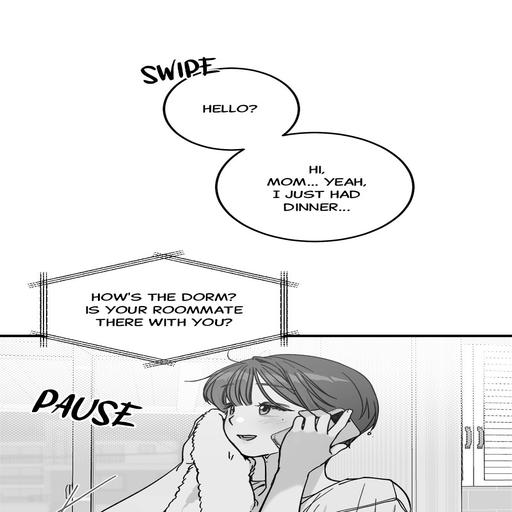 SWIPE
HELLO?
HI,
MOM... YEAH,
I JUST HAD
DINNER...
HOW'S THE DORM?
IS YOUR ROOMMATE
THERE WITH YOU?
PAUSE